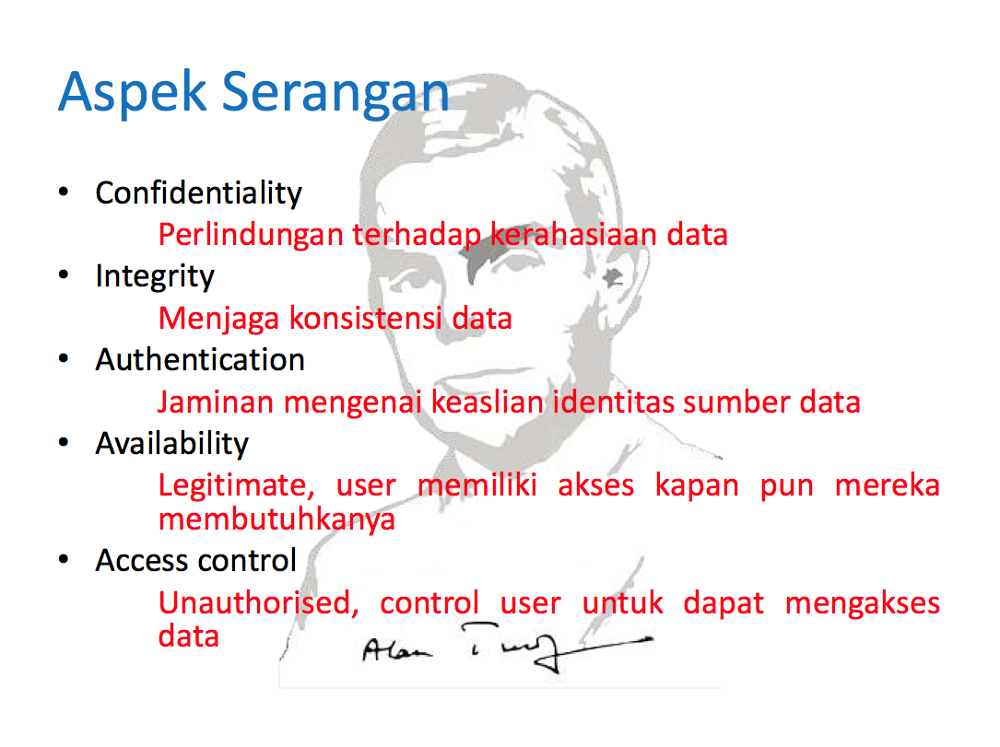 Aspek Serangan
• Confidentiality
Perlindungan terhadap kerahasiaan data
• Integrity
Menjaga konsistensi data
• Authentication
Jaminan mengenai keaslian identitas sumber data
• Availability
Legitimate, user memiliki akses kapan pun mereka
membutuhkanya
• Access control
Unauthorised, control user untuk dapat mengakses
data
Alan Turing